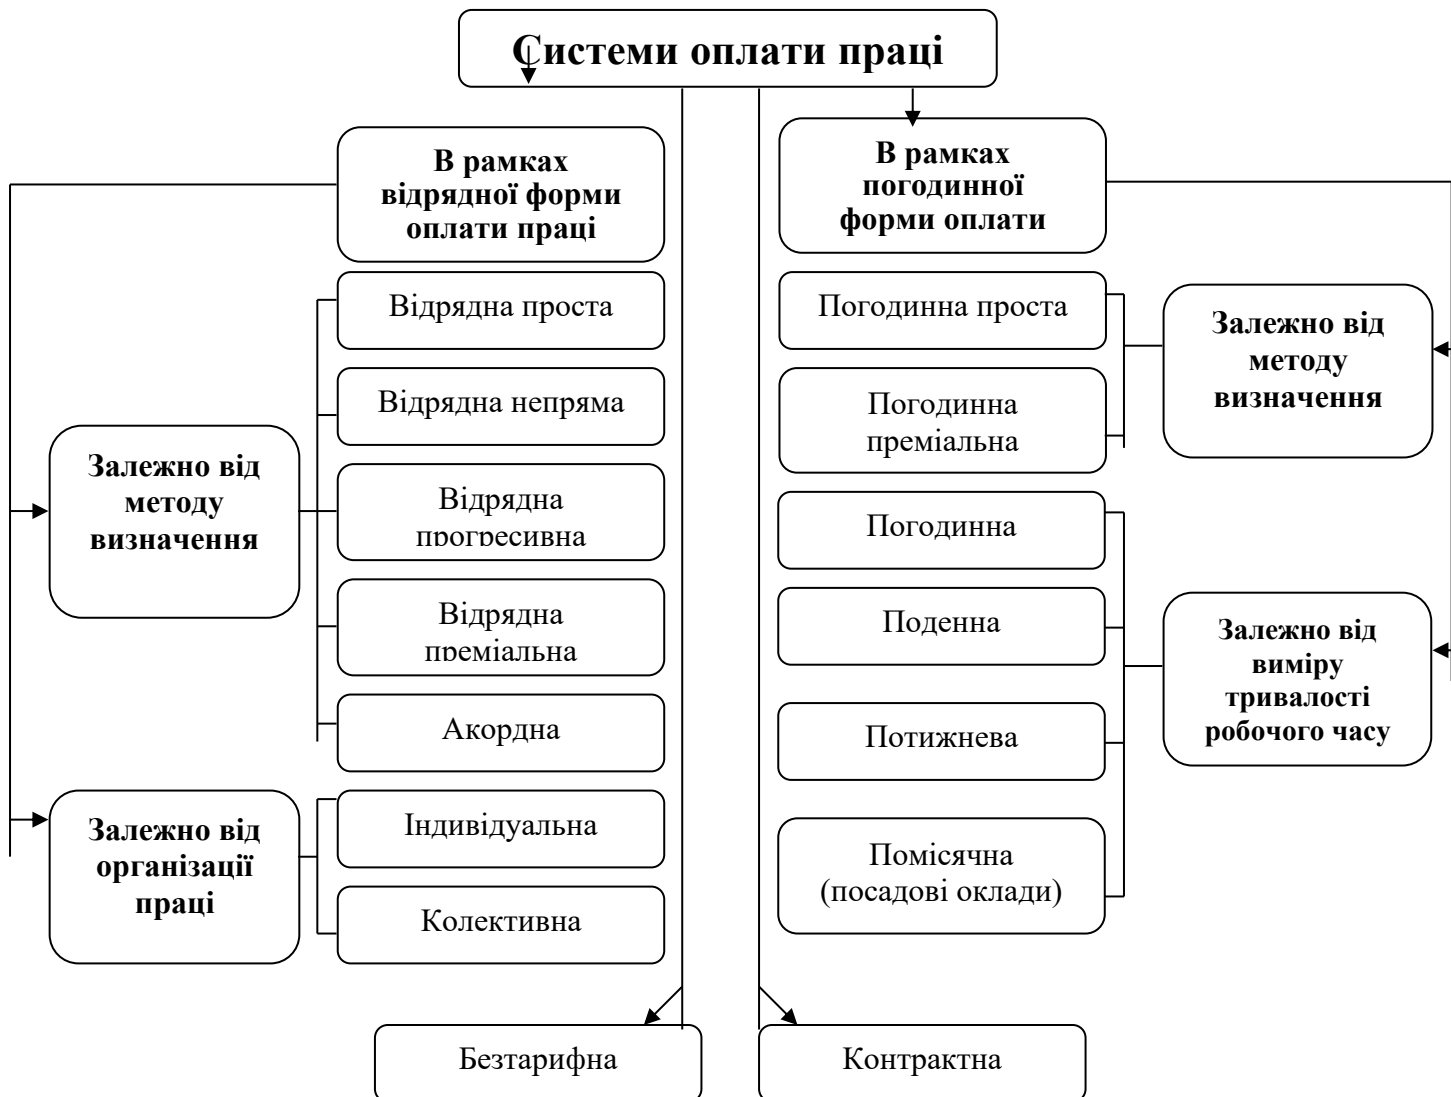 Системи оплати праці
В рамках
відрядної форми
оплати праці
В рамках
погодинної
форми оплати
Відрядна проста
Відрядна непряма
Відрядна
прогресивна
Відрядна
преміальна
Акордна
Залежно від
методу
визначення
Індивідуальна
Колективна
Залежно від
організації
праці
Погодинна проста
Погодинна
преміальна
Залежно від
методу
визначення
Погодинна
Поденна
Потижнева
Помісячна
(посадові оклади)
Залежно від
виміру
тривалості
робочого часу
Безтарифна
Контрактна